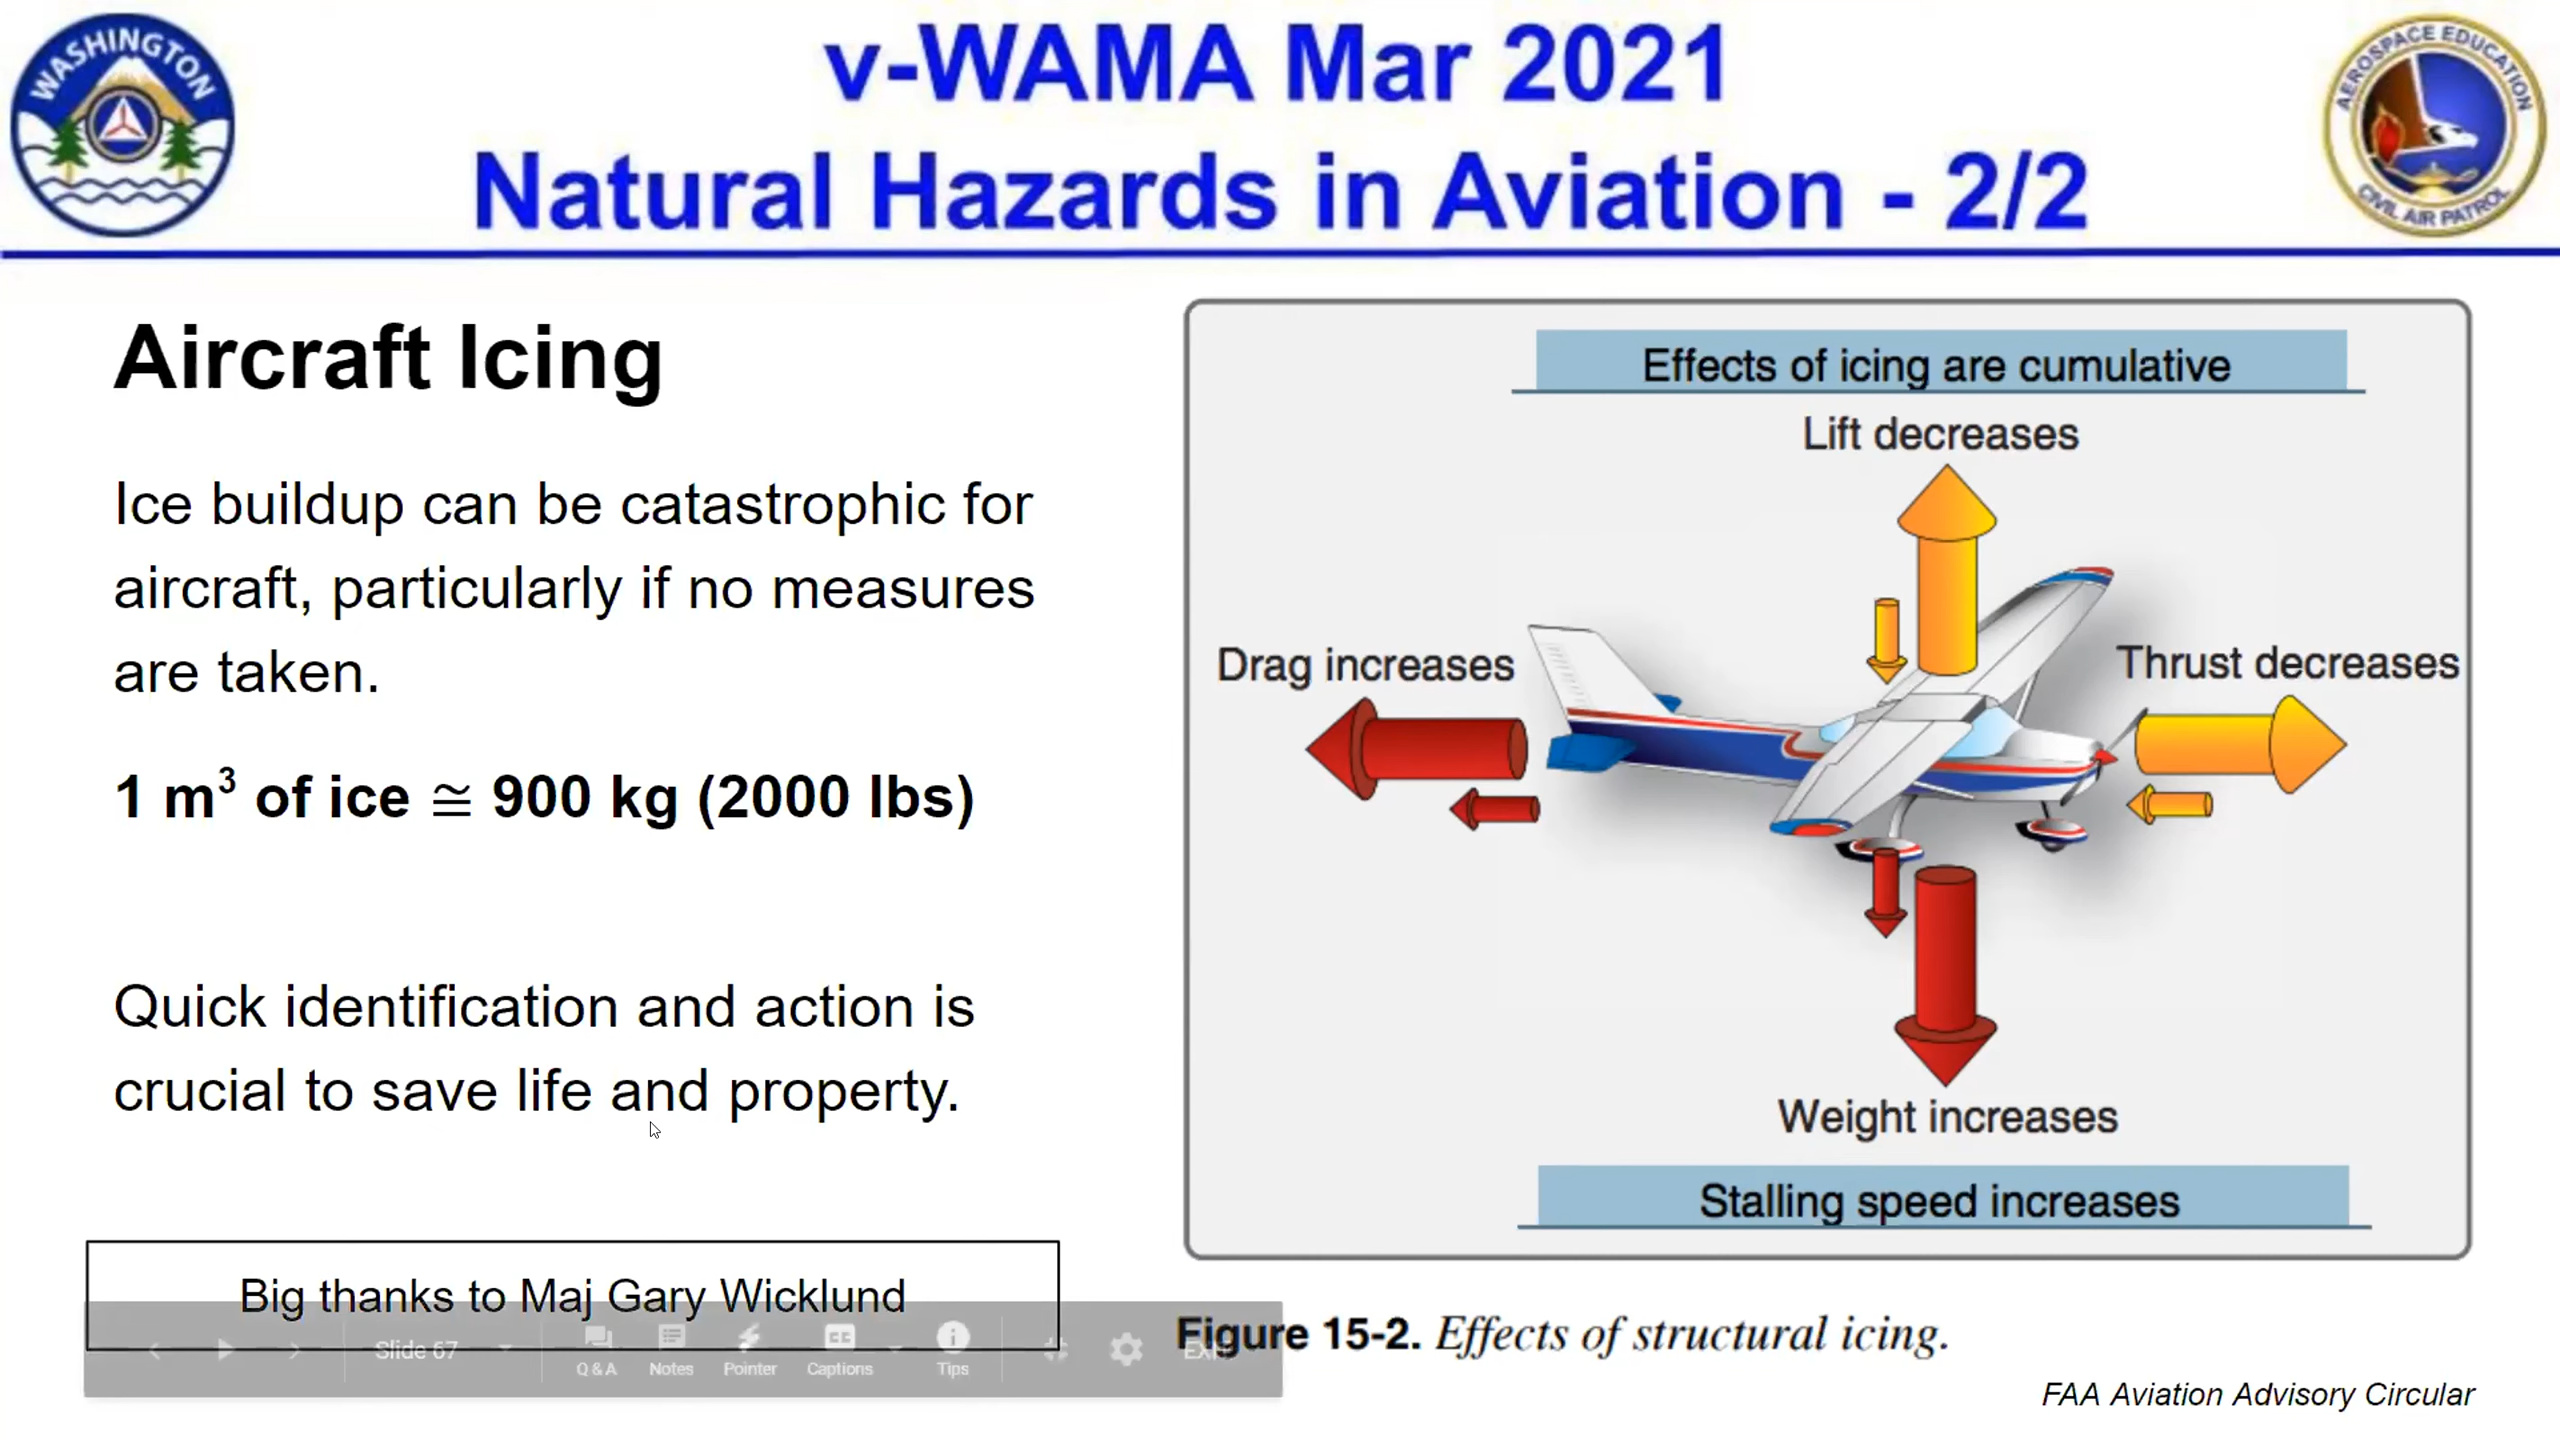 WASHINGTON
v-WAMA Mar 2021
Natural Hazards in Aviation - 2/2
AEROSPACE EDUCATION
CIVIL AIR PATROL
Aircraft Icing
Ice buildup can be catastrophic for
aircraft, particularly if no measures
are taken.
1 m³ of ice ≅ 900 kg (2000 lbs)
Quick identification and action is
crucial to save life and property.
Big thanks to Maj Gary Wicklund
Effects of icing are cumulative
Lift decreases
Drag increases
Thrust decreases
Weight increases
Stalling speed increases
Figure 15-2. Effects of structural icing.
FAA Aviation Advisory Circular
Slide 67
Q & A
Notes
CC
Pointer
Captions
Tips